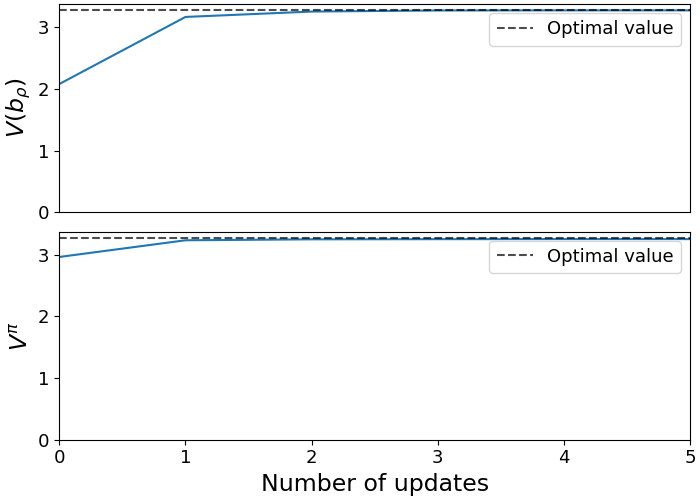 3
2
1
0
V(b_ρ)
Optimal value
3
2
1
0
V^π
Optimal value
0 1 2 3 4 5
Number of updates